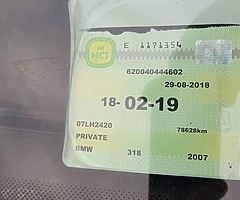 E 1171354
NCT
620040444602
29-08-2018
18-02-19
07LH2420
78628km
PRIVATE
BMW 318 2007